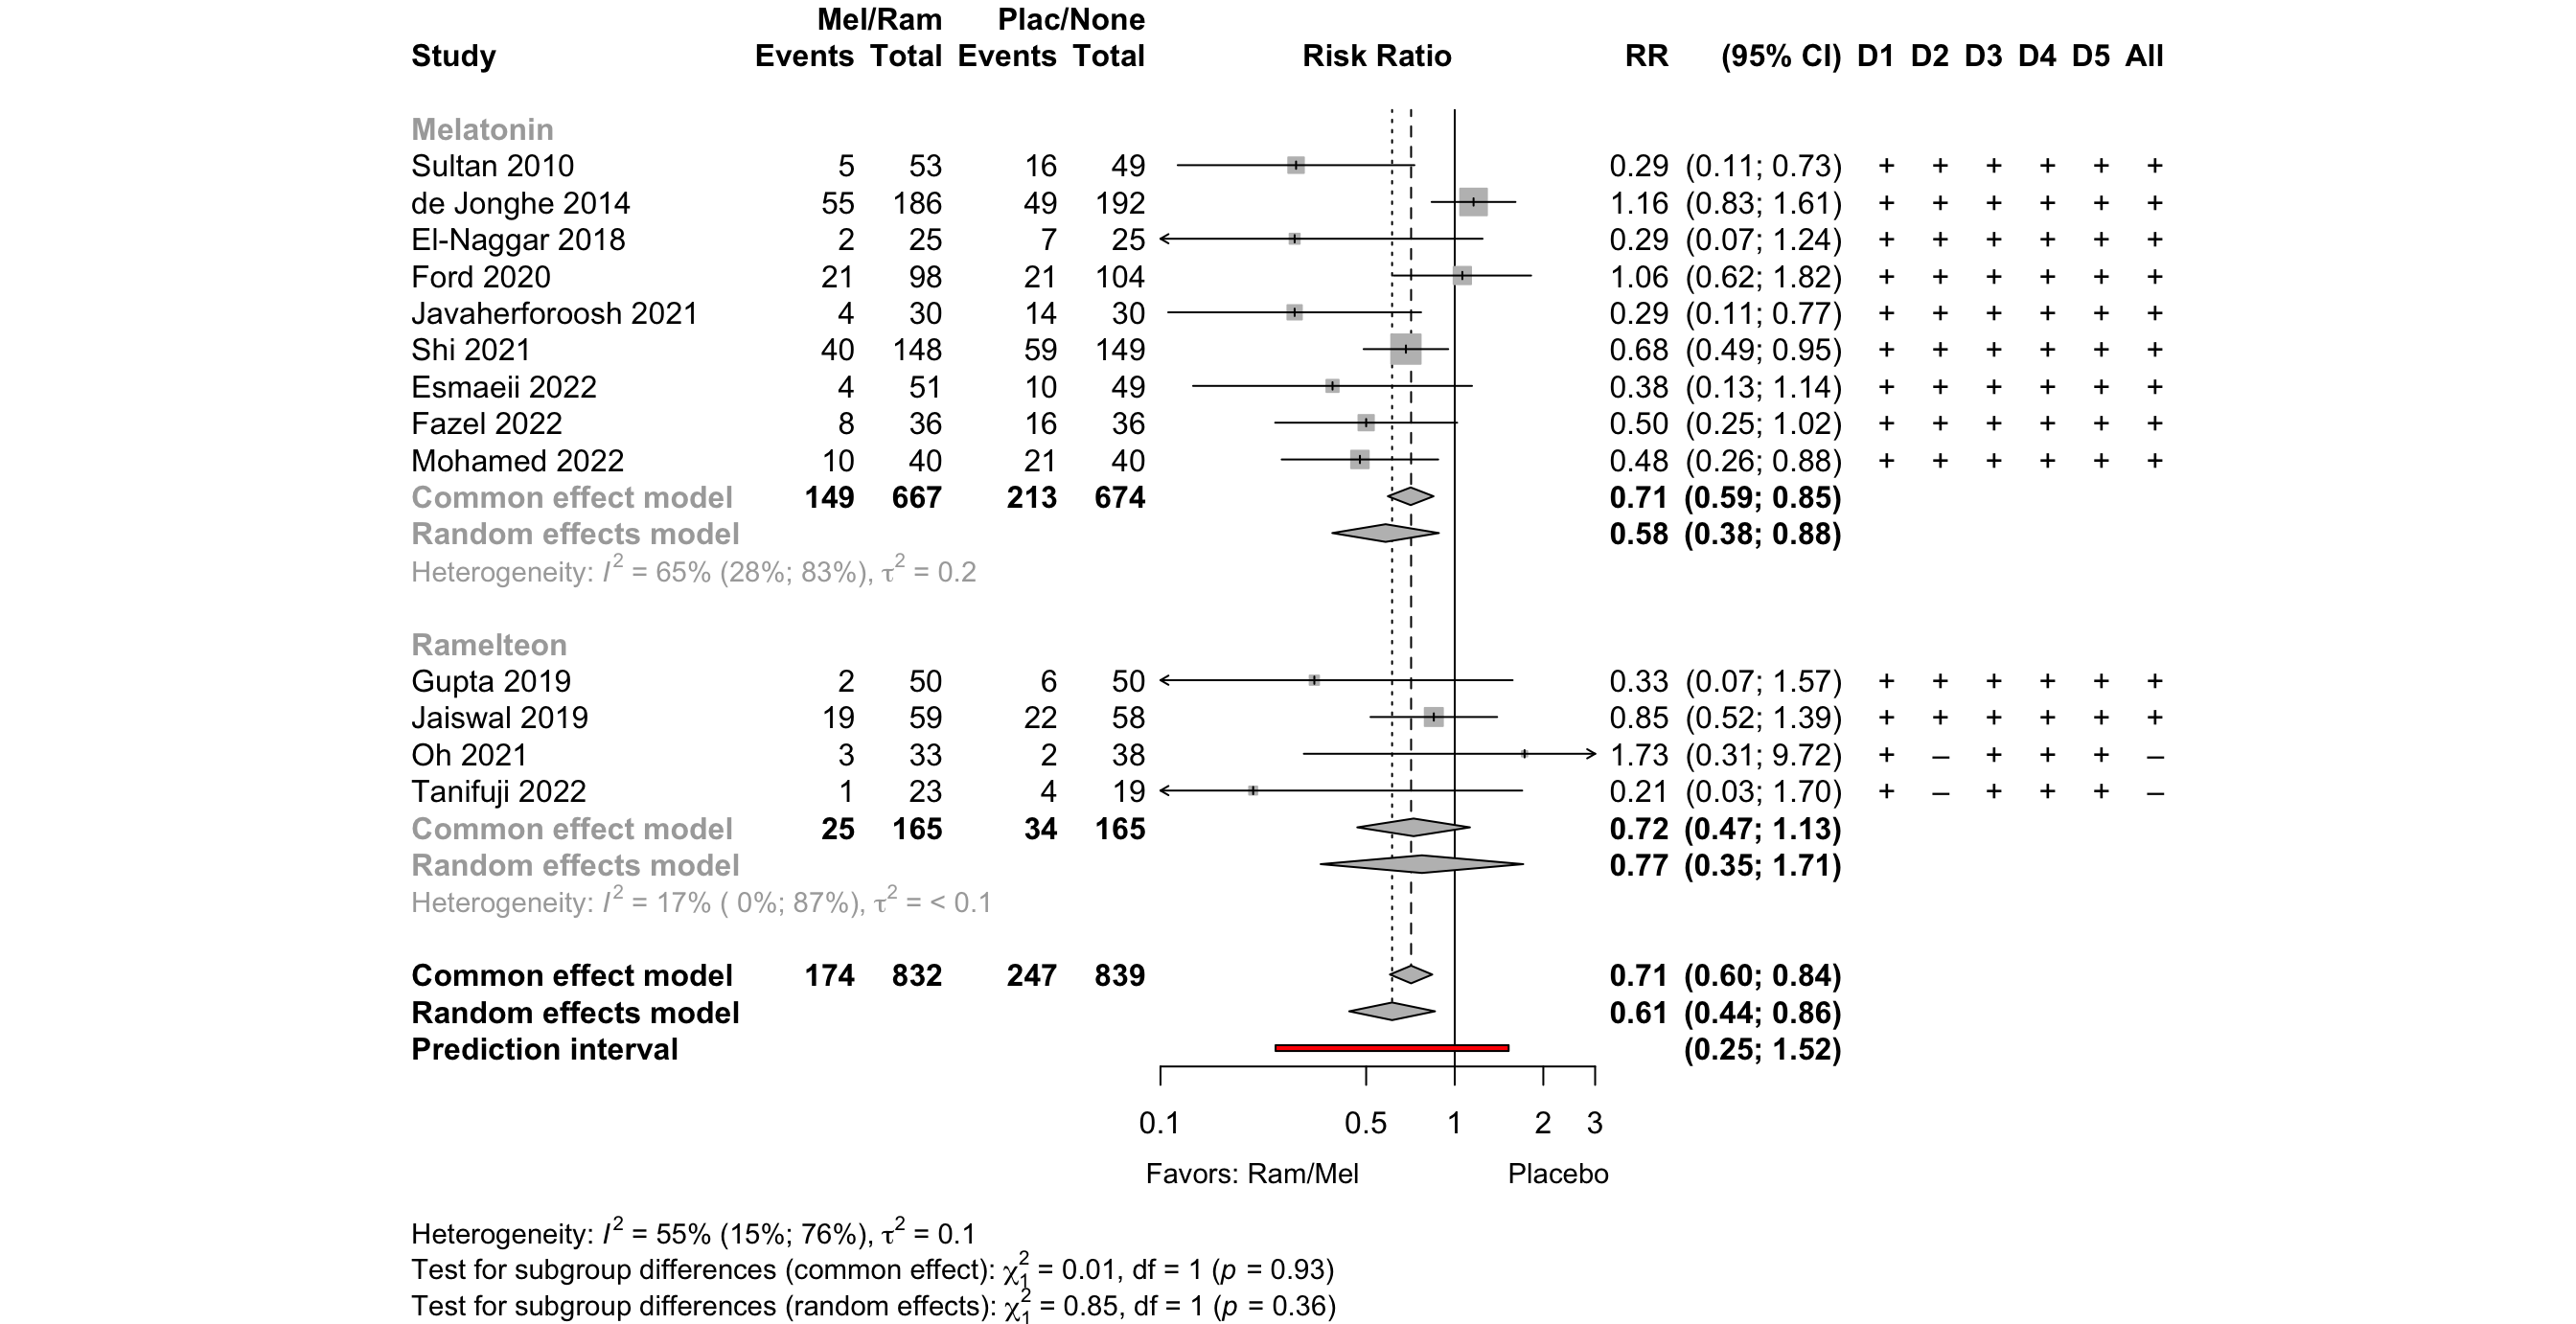 Mel/Ram Plac/None
Study Events Total Events Total Risk Ratio RR (95% CI) D1 D2 D3 D4 D5 All
Melatonin
Sultan 2010 5 53 16 49 0.29 (0.11; 0.73) + + + + + +
de Jonghe 2014 55 186 49 192 1.16 (0.83; 1.61) + + + + + +
El-Naggar 2018 2 25 7 25 0.29 (0.07; 1.24) + + + + + +
Ford 2020 21 98 21 104 1.06 (0.62; 1.82) + + + + + +
Javaherforoosh 2021 4 30 14 30 0.29 (0.11; 0.77) + + + + + +
Shi 2021 40 148 59 149 0.68 (0.49; 0.95) + + + + + +
Esmaeii 2022 4 51 10 49 0.38 (0.13; 1.14) + + + + + +
Fazel 2022 8 36 16 36 0.50 (0.25; 1.02) + + + + + +
Mohamed 2022 10 40 21 40 0.48 (0.26; 0.88) + + + + + +
Common effect model 149 667 213 674 0.71 (0.59; 0.85)
Random effects model 0.58 (0.38; 0.88)
Heterogeneity: I² = 65% (28%; 83%), τ² = 0.2
Ramelteon
Gupta 2019 2 50 6 50 0.33 (0.07; 1.57) + + + + + +
Jaiswal 2019 19 59 22 58 0.85 (0.52; 1.39) + + + + + +
Oh 2021 3 33 2 38 1.73 (0.31; 9.72) + – + + + –
Tanifuji 2022 1 23 4 19 0.21 (0.03; 1.70) + – + + + –
Common effect model 25 165 34 165 0.72 (0.47; 1.13)
Random effects model 0.77 (0.35; 1.71)
Heterogeneity: I² = 17% ( 0%; 87%), τ² = < 0.1
Common effect model 174 832 247 839 0.71 (0.60; 0.84)
Random effects model 0.61 (0.44; 0.86)
Prediction interval (0.25; 1.52)
0.1 0.5 1 2 3
Favors: Ram/Mel Placebo
Heterogeneity: I² = 55% (15%; 76%), τ² = 0.1
Test for subgroup differences (common effect): χ²₁ = 0.01, df = 1 (p = 0.93)
Test for subgroup differences (random effects): χ²₁ = 0.85, df = 1 (p = 0.36)